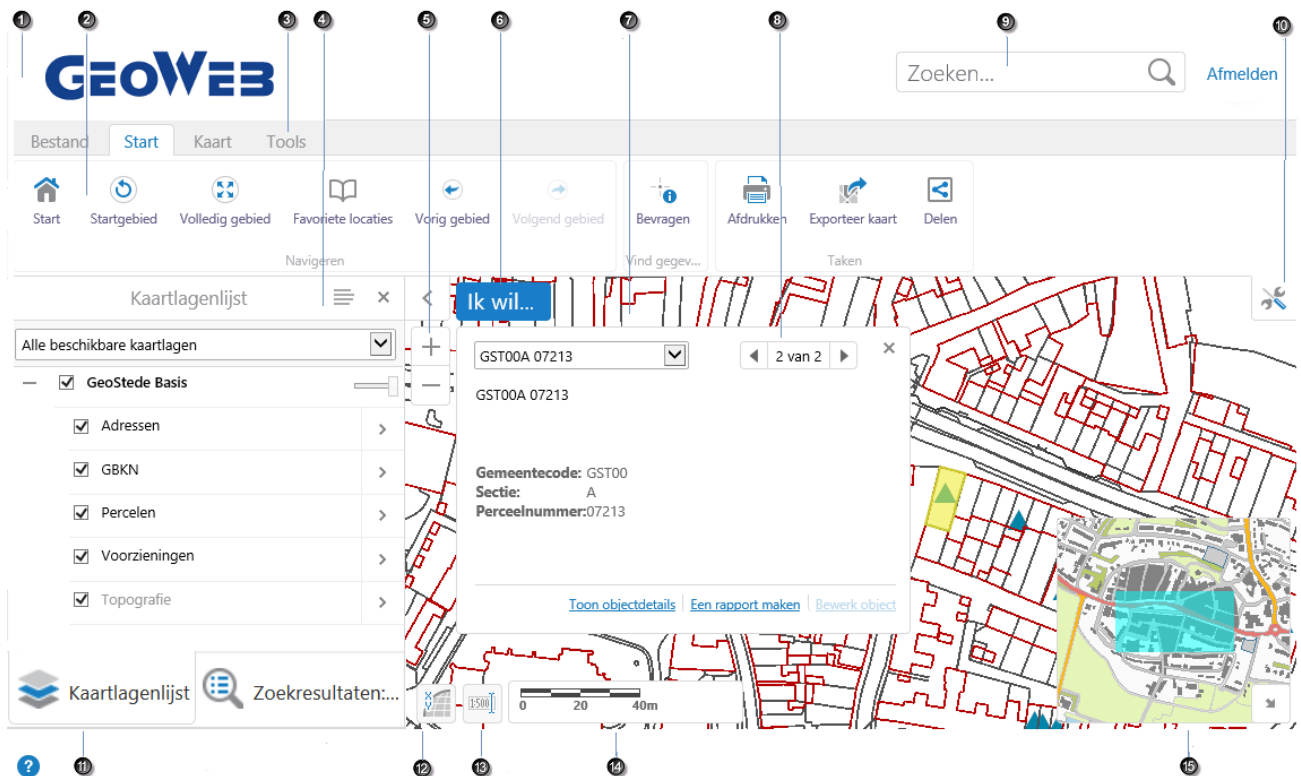 1 2 3 4 5 6 7 8 9 10
GEOWEB
Zoeken...
Afmelden
Bestand Start Kaart Tools
Start Startgebied Volledig gebied Favoriete locaties Vorig gebied Volgend gebied Bevragen Afdrukken Exporteer kaart Delen
Navigeren Vind gegev... Taken
Kaartlagenlijst
Ik wil...
Alle beschikbare kaartlagen
GST00A 07213
2 van 2
GeoStede Basis
GST00A 07213
Adressen
GBKN
Gemeentecode: GST00
Sectie: A
Perceelnummer:07213
Percelen
Voorzieningen
Topografie
Toon objectdetails Een rapport maken Bewerk object
Kaartlagenlijst
Zoekresultaten:...
X Y
1:500
0 20 40m
?
11 12 13 14 15